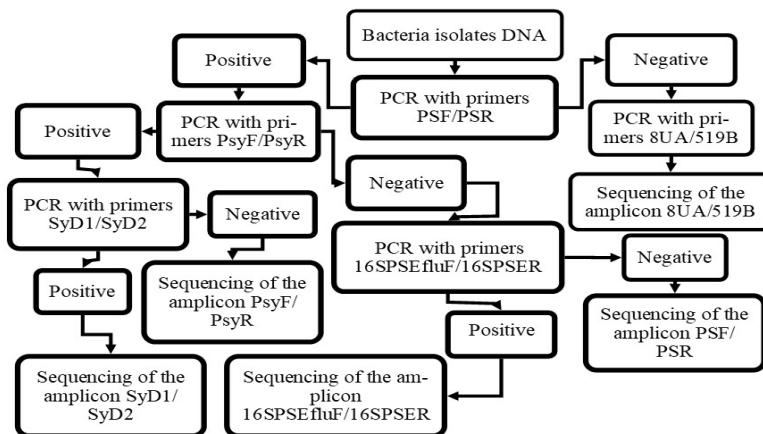 Bacteria isolates DNA
Positive
Negative
PCR with primers
PSF/PSR
Positive
PCR with pri-
mers PsyF/PsyR
PCR with pri-
mers 8UA/519B
Negative
Sequencing of the
amplicon 8UA/519B
PCR with primers
SyD1/SyD2
Negative
PCR with primers
16SPSEfluF/16SPSER
Negative
Positive
Sequencing of the
amplicon PsyF/
PsyR
Positive
Sequencing of the
amplicon PSF/
PSR
Sequencing of the
amplicon SyD1/
SyD2
Sequencing of the am-
plicon
16SPSEfluF/16SPSER